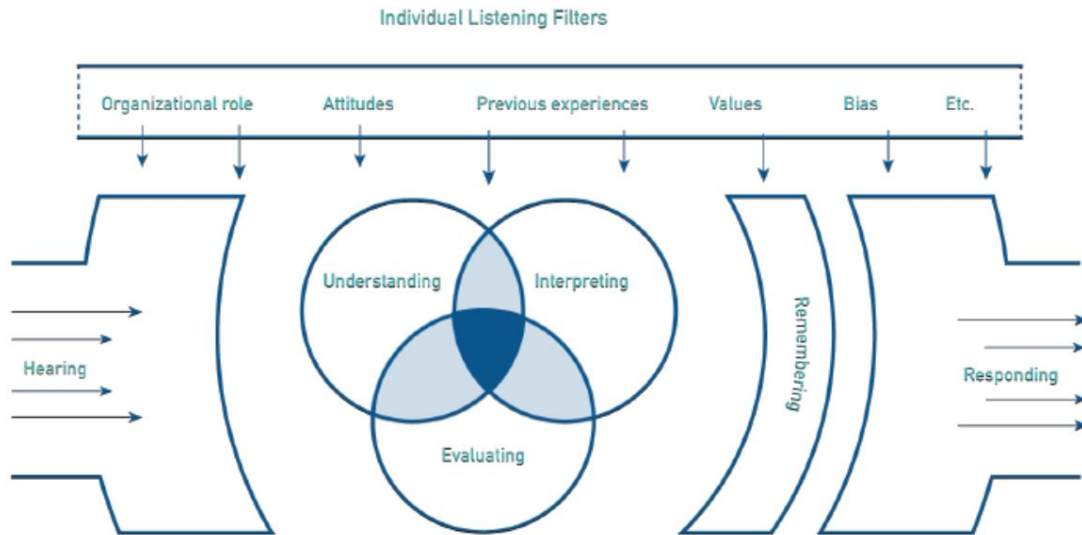 Individual Listening Filters
Organizational role Attitudes Previous experiences Values Bias Etc.
Understanding Interpreting
Hearing Remembering Responding
Evaluating